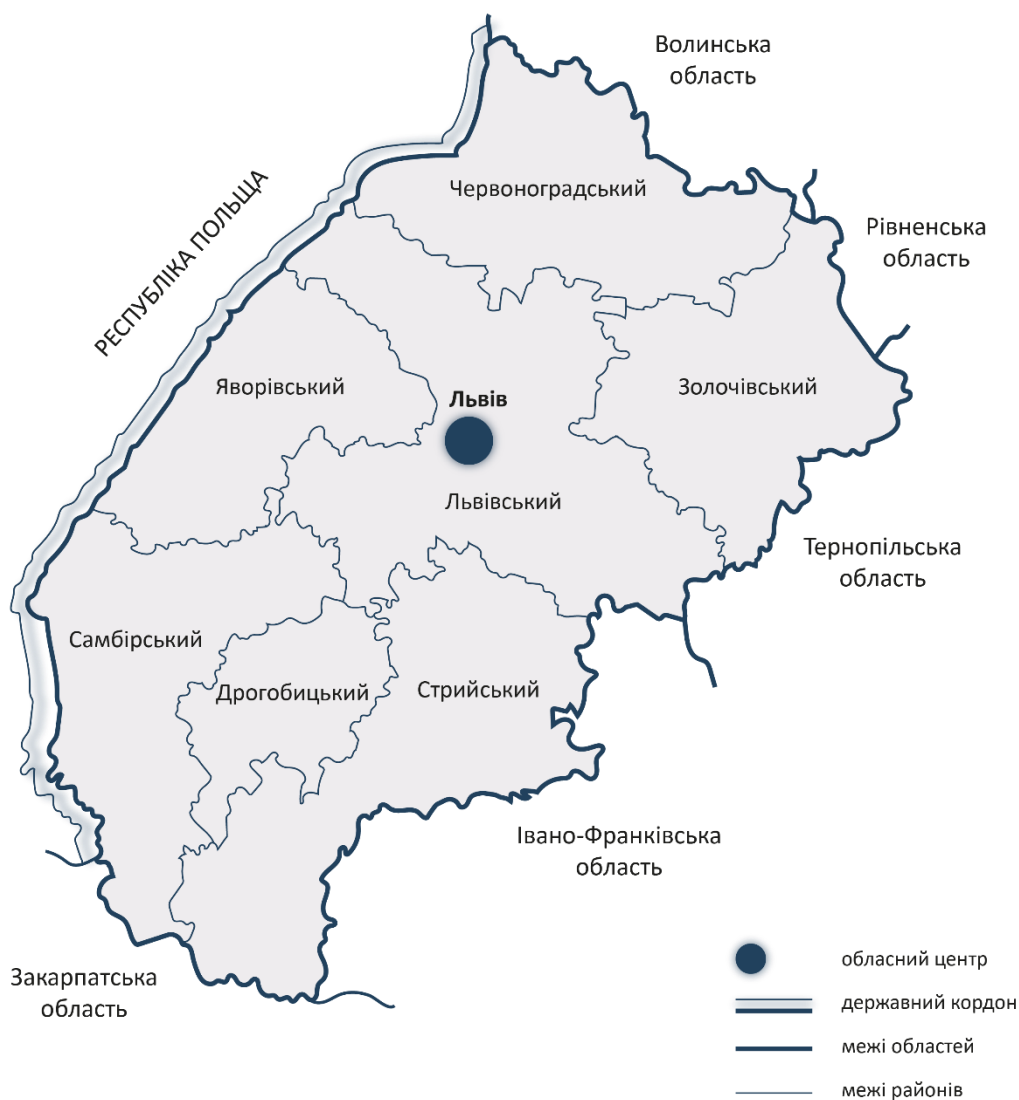 Волинська
область
Червоноградський
Рівненська
область
РЕСПУБЛІКА ПОЛЬЩА
Яворівський
Львів
Золочівський
Львівський
Тернопільська
область
Самбірський
Дрогобицький
Стрийський
Івано-Франківська
область
Закарпатська
область
обласний центр
державний кордон
межі областей
межі районів